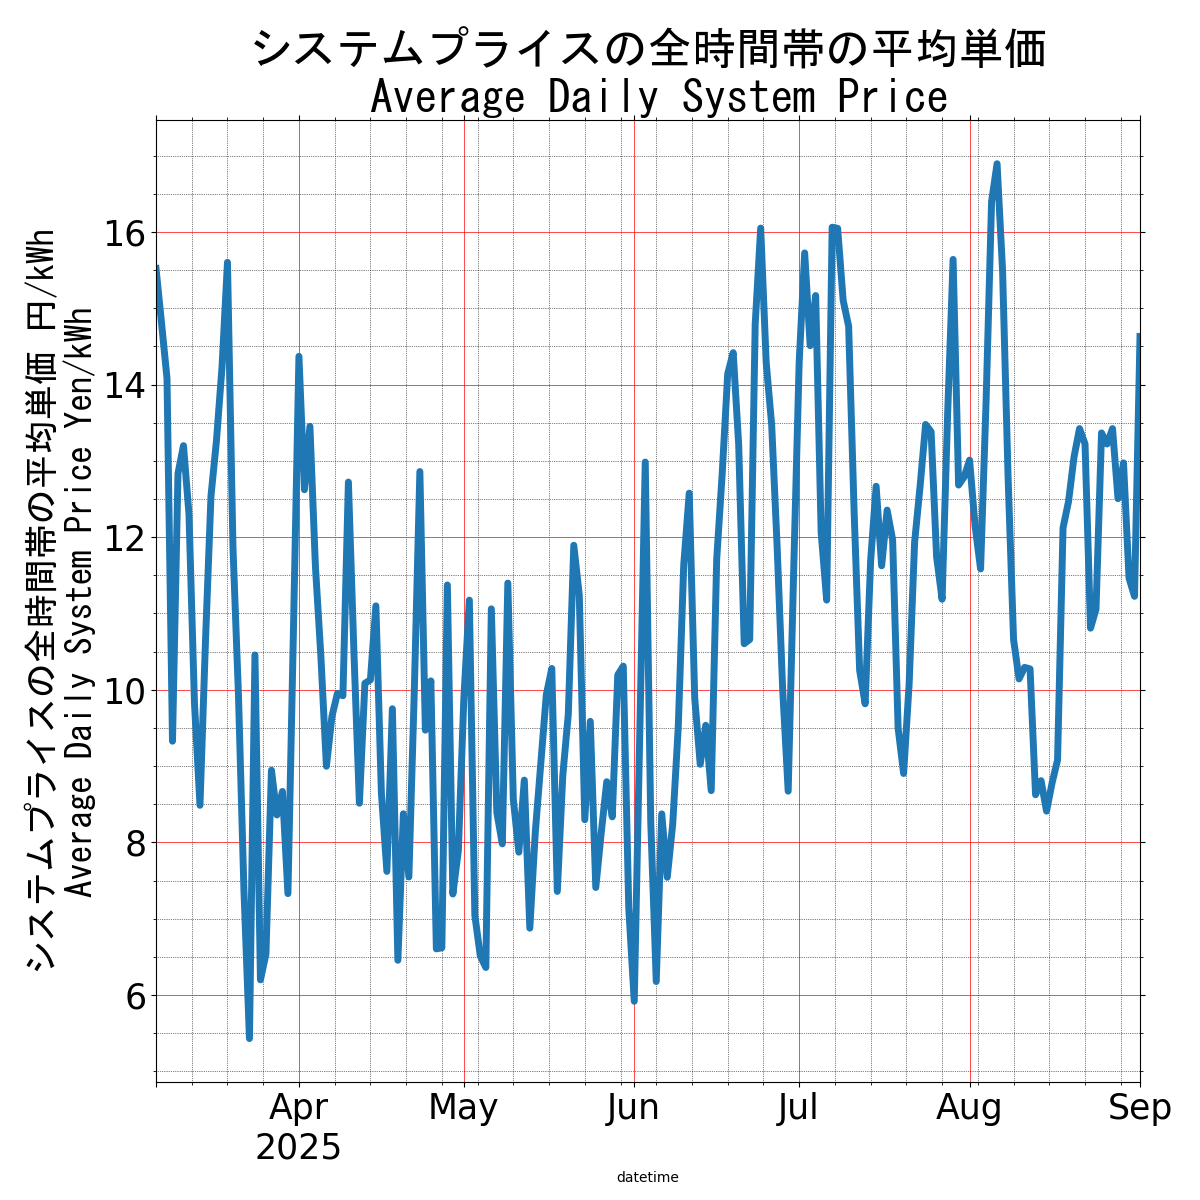 システムプライスの全時間帯の平均単価
Average Daily System Price
システムプライスの全時間帯の平均単価 円/kWh
Average Daily System Price Yen/kWh
16
14
12
10
8
6
Apr
2025
May
Jun
Jul
Aug
Sep
datetime